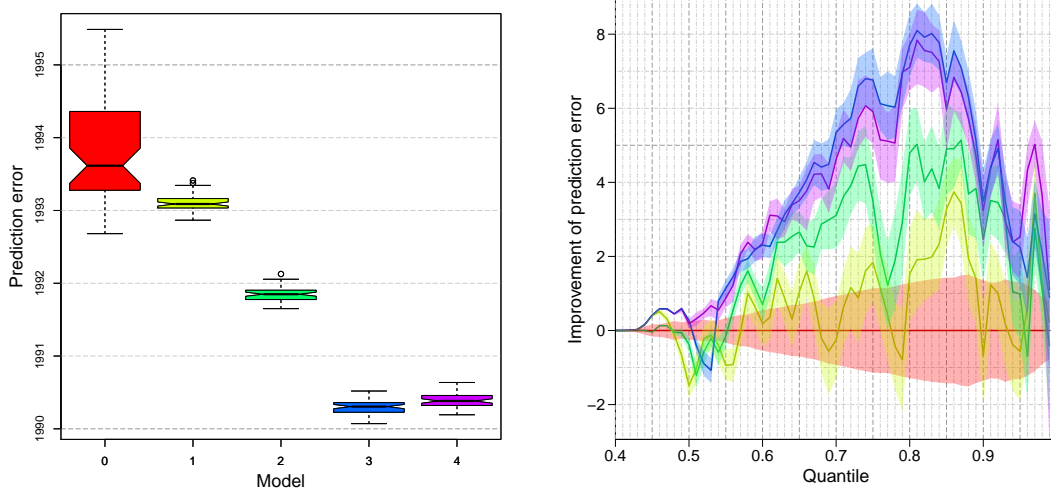 Prediction error
1995
1994
1993
1992
1991
1990
0 1 2 3 4
Model
Improvement of prediction error
8
6
4
2
0
−2
0.4 0.5 0.6 0.7 0.8 0.9
Quantile